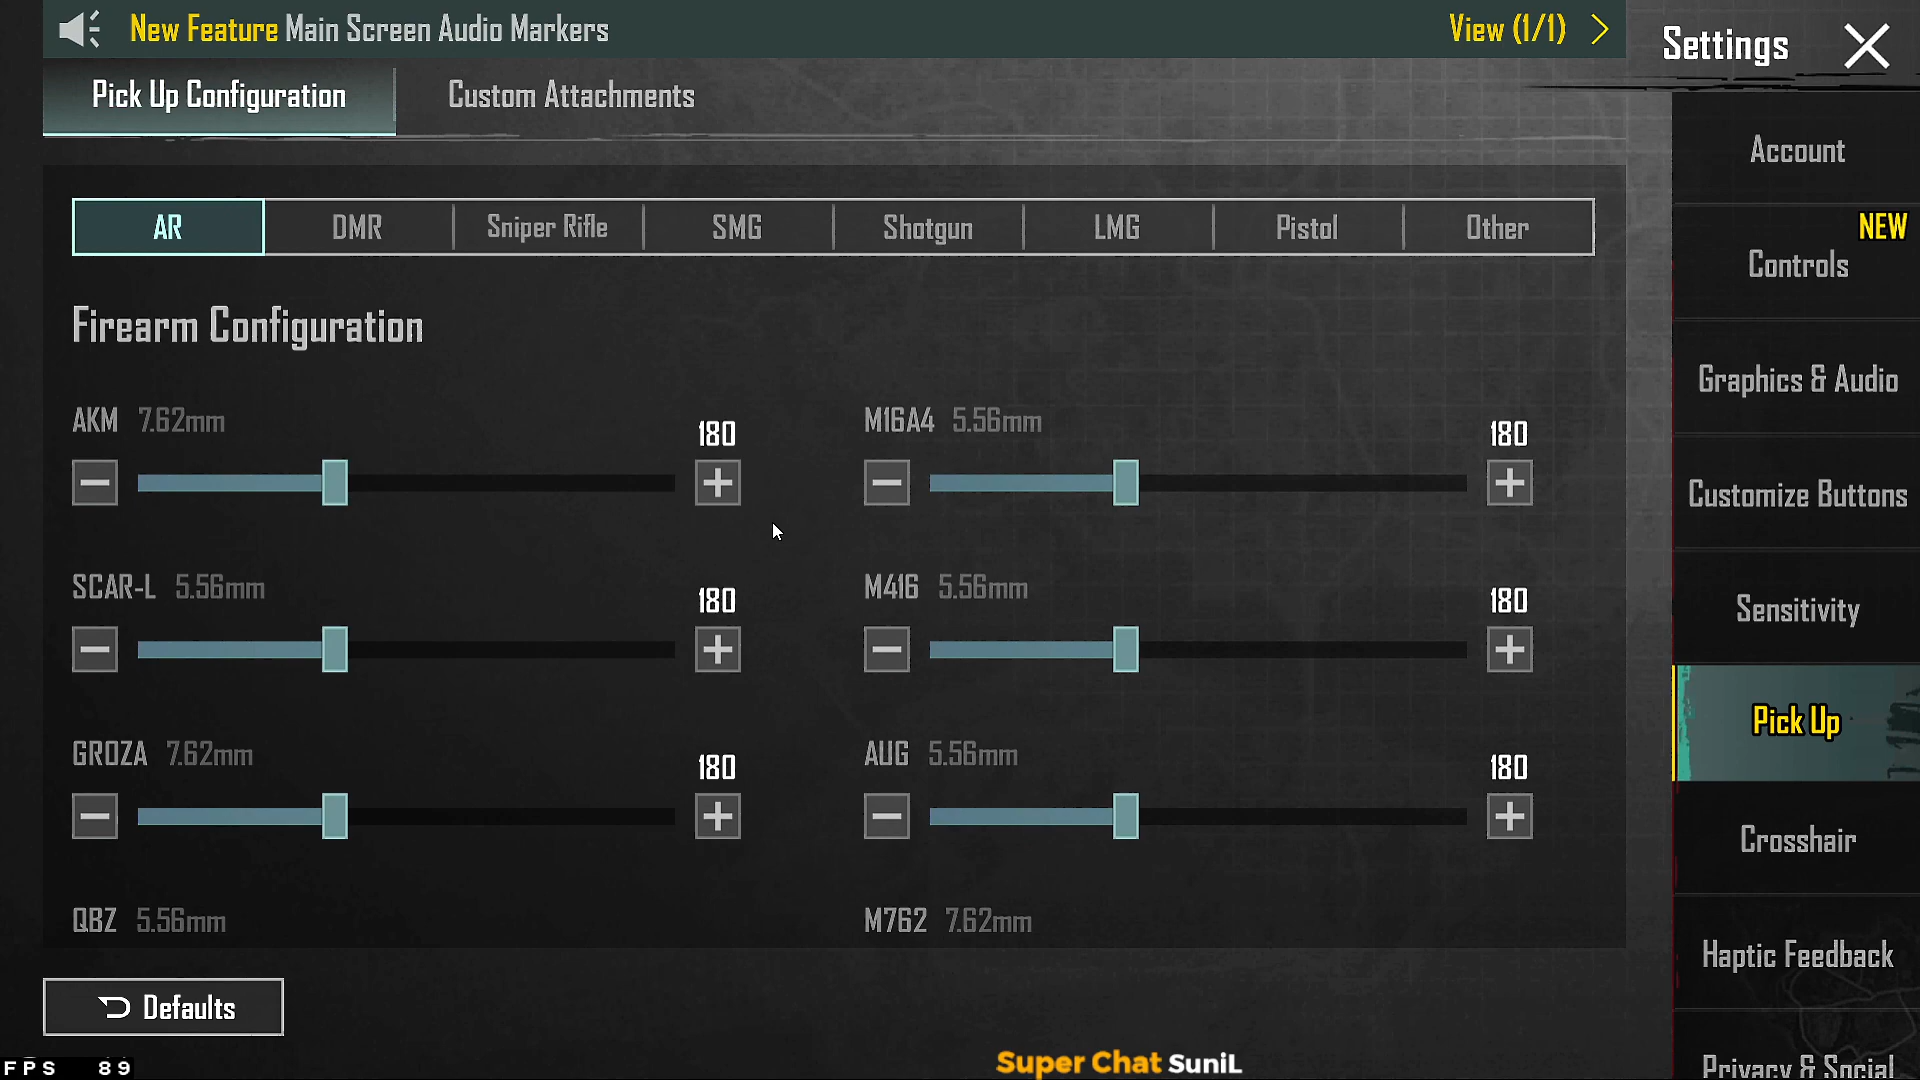 New Feature Main Screen Audio Markers
View (1/1)
Settings
Pick Up Configuration
Custom Attachments
AR
DMR
Sniper Rifle
SMG
Shotgun
LMG
Pistol
Other
Firearm Configuration
AKM 7.62mm
180
M16A4 5.56mm
180
SCAR-L 5.56mm
180
M416 5.56mm
180
GROZA 7.62mm
180
AUG 5.56mm
180
QBZ 5.56mm
M762 7.62mm
Defaults
Account
NEW
Controls
Graphics & Audio
Customize Buttons
Sensitivity
Pick Up
Crosshair
Haptic Feedback
Privacy & Social
FPS 89
Super Chat SuniL